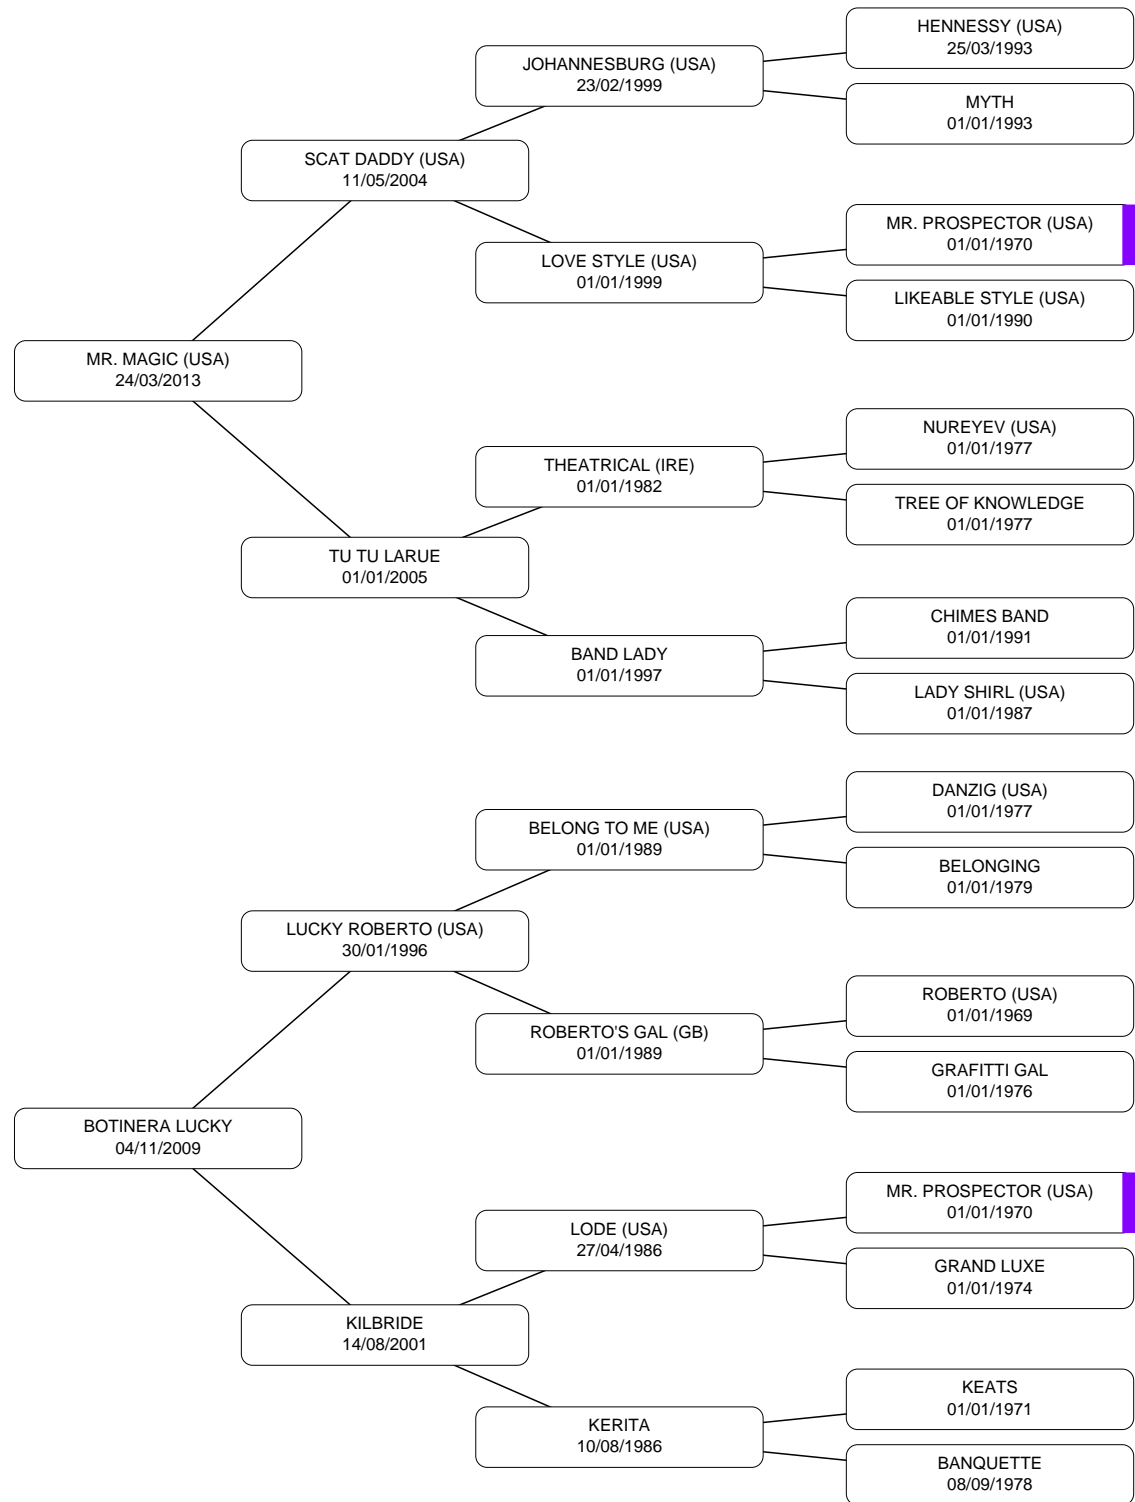 HENNESSY (USA)
25/03/1993
JOHANNESBURG (USA)
23/02/1999
MYTH
01/01/1993
SCAT DADDY (USA)
11/05/2004
MR. PROSPECTOR (USA)
01/01/1970
LOVE STYLE (USA)
01/01/1999
LIKEABLE STYLE (USA)
01/01/1990
MR. MAGIC (USA)
24/03/2013
NUREYEV (USA)
01/01/1977
THEATRICAL (IRE)
01/01/1982
TREE OF KNOWLEDGE
01/01/1977
TU TU LARUE
01/01/2005
CHIMES BAND
01/01/1991
BAND LADY
01/01/1997
LADY SHIRL (USA)
01/01/1987
DANZIG (USA)
01/01/1977
BELONG TO ME (USA)
01/01/1989
BELONGING
01/01/1979
LUCKY ROBERTO (USA)
30/01/1996
ROBERTO (USA)
01/01/1969
ROBERTO'S GAL (GB)
01/01/1989
GRAFITTI GAL
01/01/1976
BOTINERA LUCKY
04/11/2009
MR. PROSPECTOR (USA)
01/01/1970
LODE (USA)
27/04/1986
GRAND LUXE
01/01/1974
KILBRIDE
14/08/2001
KEATS
01/01/1971
KERITA
10/08/1986
BANQUETTE
08/09/1978